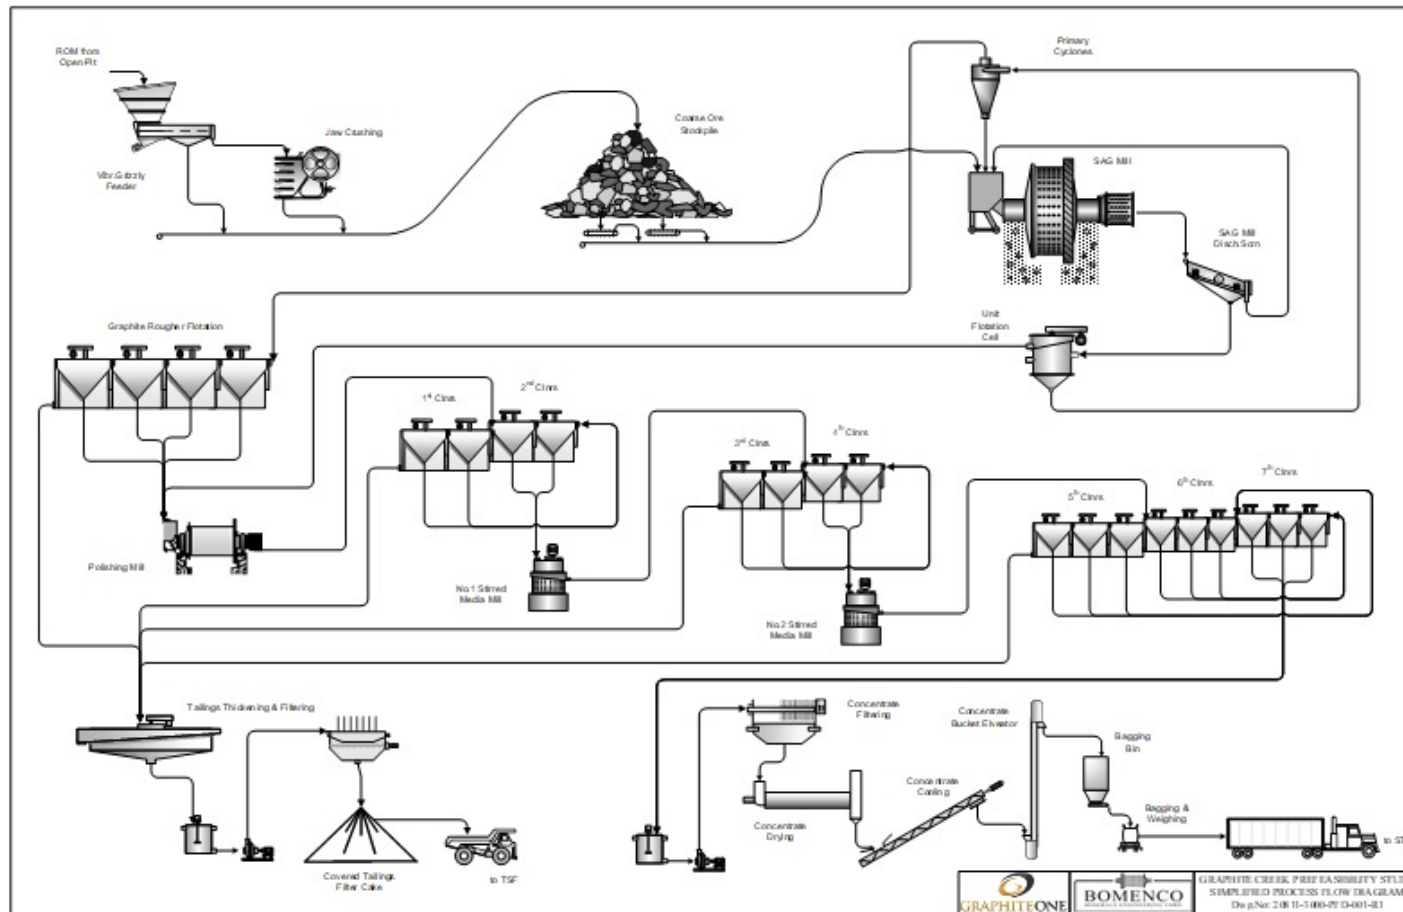 ROM from
Open Pit
Jaw Crushing
Vibr.Grizzly
Feeder
Coarse Ore
Stockpile
Primary
Cyclones
SAG Mill
SAG Mill
Disch Scrn
Unit
Flotation
Cell
Graphite Rougher Flotation
1st Clnrs
2nd Clnrs
3rd Clnrs
4th Clnrs
5th Clnrs
6th Clnrs
7th Clnrs
Polishing Mill
No.1 Stirred
Media Mill
No.2 Stirred
Media Mill
Tailings Thickening & Filtering
Covered Tailings
Filter Cake
to TSF
Concentrate
Filtering
Concentrate
Drying
Concentrate
Cooling
Concentrate
Bucket Elveator
Bagging
Bin
Bagging &
Weighing
to ST
GRAPHITEONE
BOMENCO
GRAPHITE CREEK PREFEASIBILITY STU
SIMPLIFIED PROCESS FLOW DIAGRAM